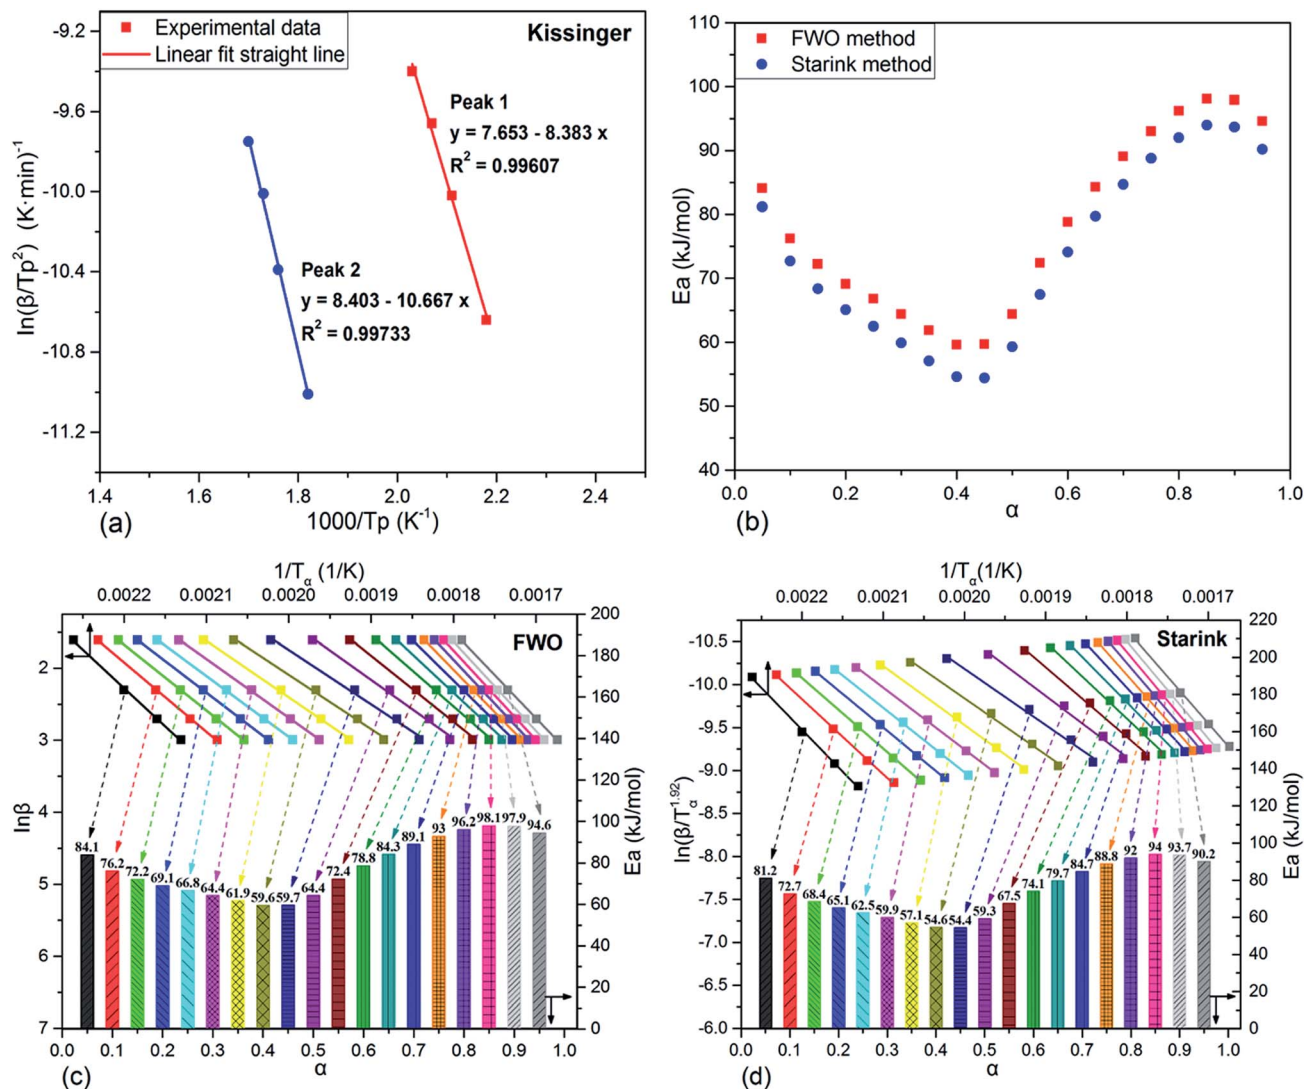 Experimental data
Linear fit straight line
Kissinger
Peak 1
y = 7.653 - 8.383 x
R² = 0.99607
Peak 2
y = 8.403 - 10.667 x
R² = 0.99733
-9.2
-9.6
-10.0
-10.4
-10.8
-11.2
ln(β/Tp²) (K·min)⁻¹
1.4 1.6 1.8 2.0 2.2 2.4
(a)
1000/Tp (K⁻¹)
FWO method
Starink method
110
100
90
80
70
60
50
40
Ea (kJ/mol)
0.0 0.2 0.4 0.6 0.8 1.0
(b)
α
1/Tα (1/K)
0.0022 0.0021 0.0020 0.0019 0.0018 0.0017
FWO
2
3
4
5
6
7
lnβ
200
180
160
140
120
100
80
60
40
20
0
Ea (kJ/mol)
84.1 76.2 72.2 69.1 66.8 64.4 61.9 59.6 59.7 64.4 72.4 78.8 84.3 89.1 93 96.2 98.1 97.9 94.6
0.0 0.1 0.2 0.3 0.4 0.5 0.6 0.7 0.8 0.9 1.0
(c)
α
1/Tα (1/K)
0.0022 0.0021 0.0020 0.0019 0.0018 0.0017
Starink
-10.5
-10.0
-9.5
-9.0
-8.5
-8.0
-7.5
-7.0
-6.5
-6.0
ln(β/Tα^1.92)
220
200
180
160
140
120
100
80
60
40
20
0
Ea (kJ/mol)
81.2 72.7 68.4 65.1 62.5 59.9 57.1 54.6 54.4 59.3 67.5 74.1 79.7 84.7 88.8 92 94 93.7 90.2
0.0 0.1 0.2 0.3 0.4 0.5 0.6 0.7 0.8 0.9 1.0
(d)
α